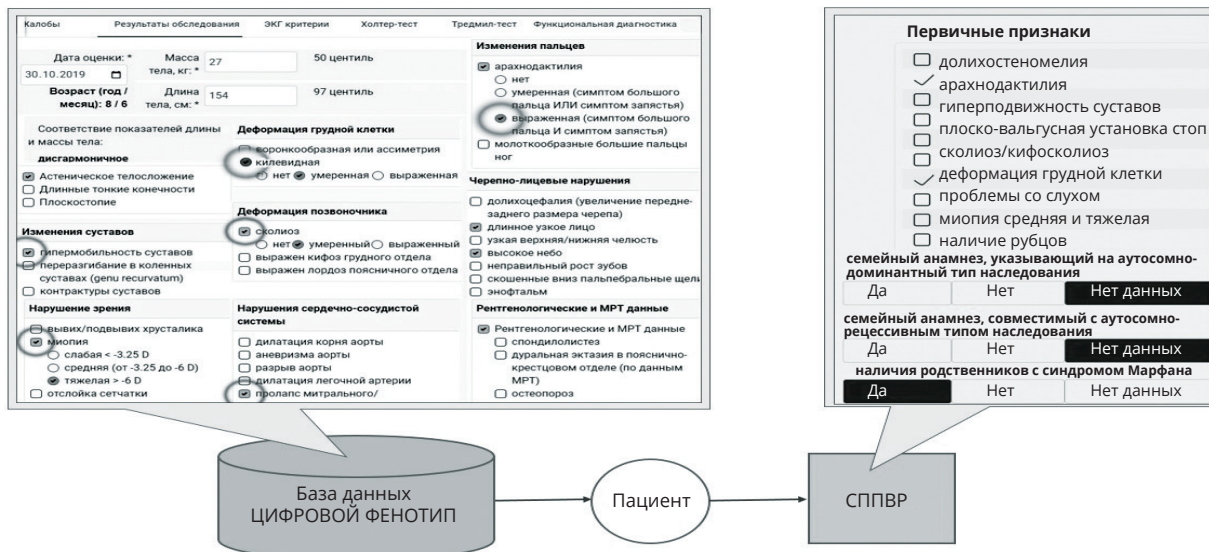 Калобы
Результаты обследования
ЭКГ критерии
Холтер-тест
Тредмил-тест
Функциональная диагностика
Дата оценки: *
30.10.2019
Масса
тела, кг: *
27
50 центиль
Возраст (год /
месяц): 8 / 6
Длина
тела, см: *
154
97 центиль
Соответствие показателей длины
и массы тела:
дисгармоничное
Астеническое телосложение
Длинные тонкие конечности
Плоскостопие
Изменения суставов
гипермобильность суставов
переразгибание в коленных
суставах (genu recurvatum)
контрактуры суставов
Нарушение зрения
вывих/подвывих хрусталика
миопия
слабая < -3.25 D
средняя (от -3.25 до -6 D)
тяжелая > -6 D
отслойка сетчатки
Деформация грудной клетки
воронкообразная или ассиметрия
килевидная
нет умеренная выраженная
Деформация позвоночника
сколиоз
нет умеренный выраженный
выражен кифоз грудного отдела
выражен лордоз поясничного отдела
Нарушения сердечно-сосудистой
системы
дилатация корня аорты
аневризма аорты
разрыв аорты
дилатация легочной артерии
пролапс митрального/
Изменения пальцев
арахнодактилия
нет
умеренная (симптом большого
пальца ИЛИ симптом запястья)
выраженная (симптом большого
пальца И симптом запястья)
молоткообразные большие пальцы
ног
Черепно-лицевые нарушения
долихоцефалия (увеличение передне-
заднего размера черепа)
длинное узкое лицо
узкая верхняя/нижняя челюсть
высокое небо
неправильный рост зубов
скошенные вниз пальпебральные щели
энофтальм
Рентгенологические и МРТ данные
Рентгенологические и МРТ данные
спондилолистез
дуральная эктазия в пояснично-
крестцовом отделе (по данным
МРТ)
остеопороз
Первичные признаки
долихостеномелия
арахнодактилия
гиперподвижность суставов
плоско-вальгусная установка стоп
сколиоз/кифосколиоз
деформация грудной клетки
проблемы со слухом
миопия средняя и тяжелая
наличие рубцов
семейный анамнез, указывающий на аутосомно-
доминантный тип наследования
Да Нет Нет данных
семейный анамнез, совместимый с аутосомно-
рецессивным типом наследования
Да Нет Нет данных
наличия родственников с синдромом Марфана
Да Нет Нет данных
База данных
ЦИФРОВОЙ ФЕНОТИП
Пациент
СППВР